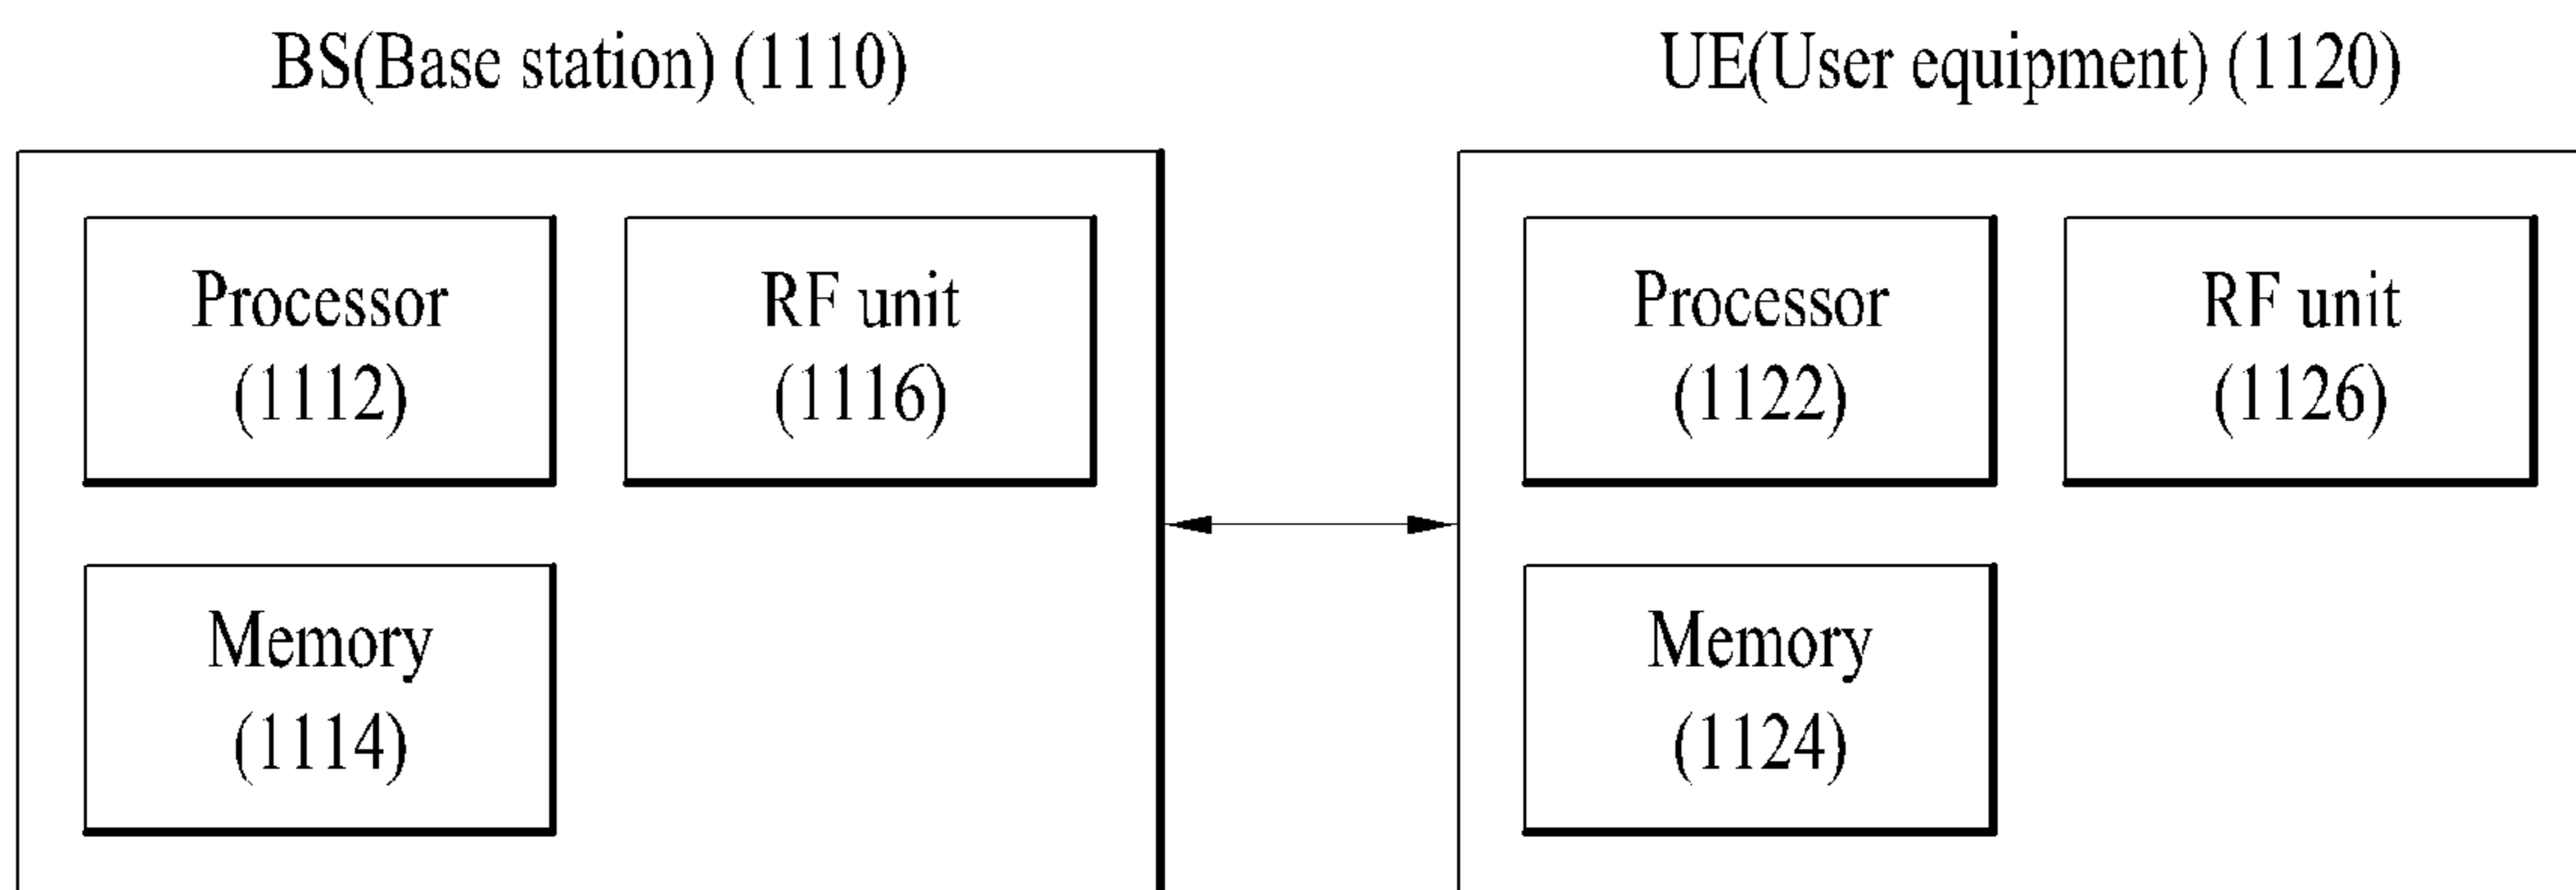 BS(Base station) (1110)
Processor
(1112)
RF unit
(1116)
Memory
(1114)
UE(User equipment) (1120)
Processor
(1122)
RF unit
(1126)
Memory
(1124)